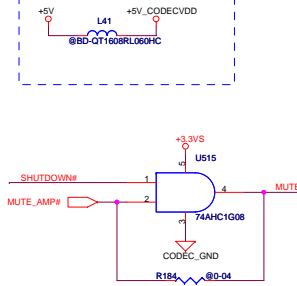 +5V
+5V_CODECVDD
L41
@BD-QT1608RL060HC
+3.3VS
U515
5
SHUTDOWN#
1
4
MUTE
MUTE_AMP#
2
74AHC1G08
3
CODEC_GND
R184
@0-04